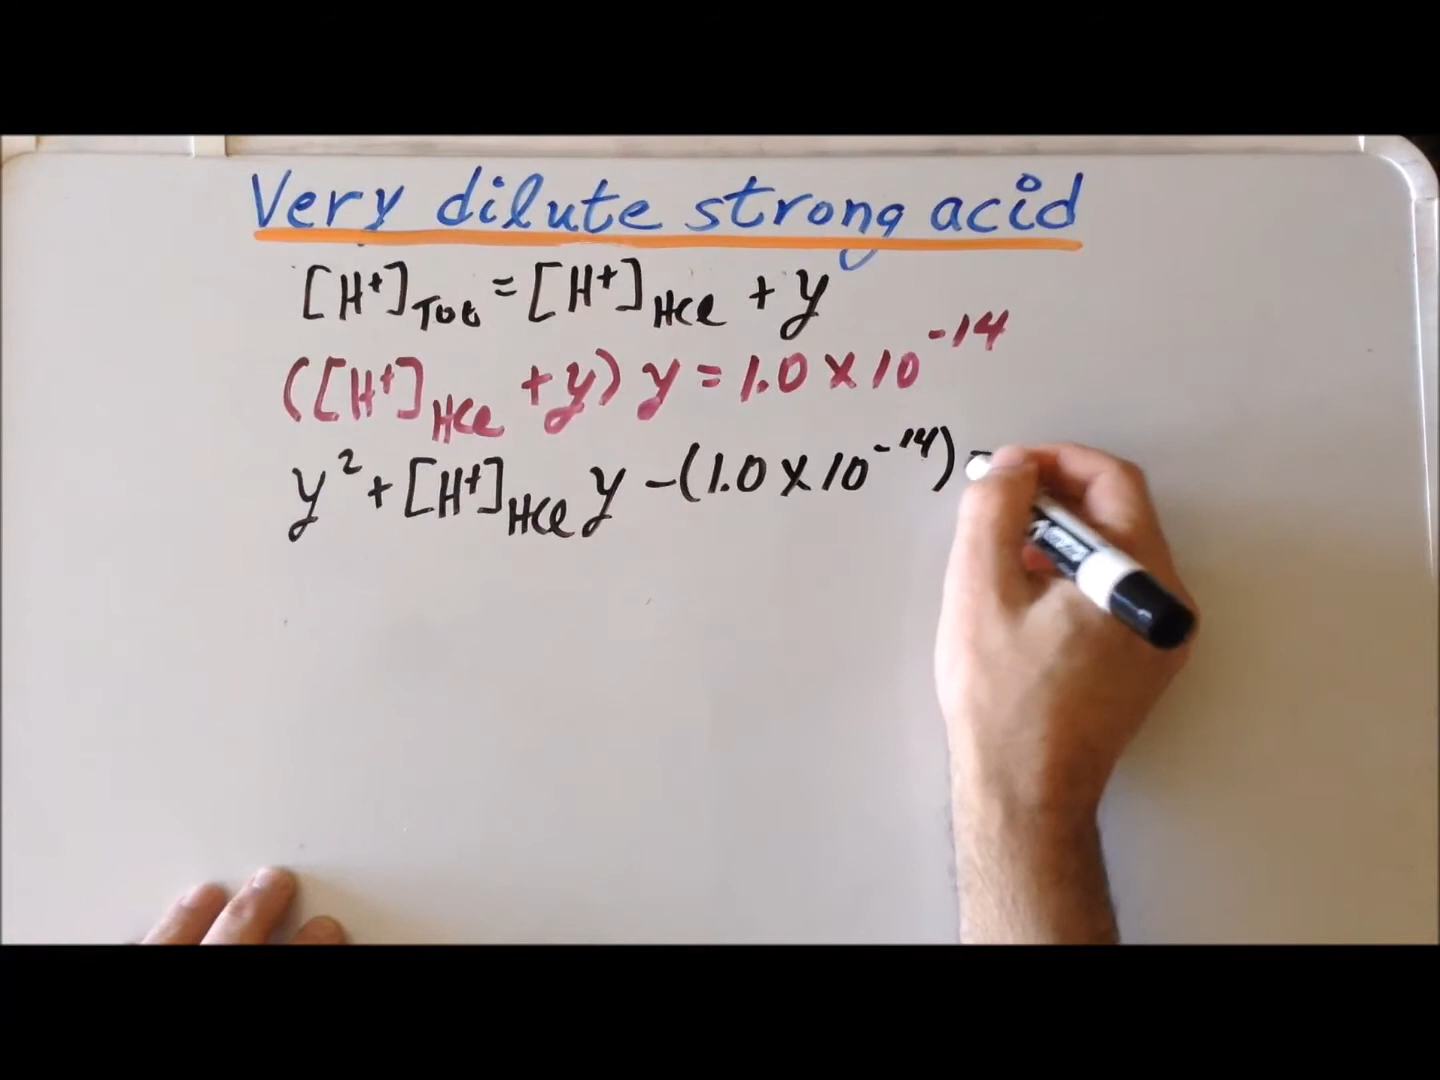 Very dilute strong acid
[H⁺]Tot = [H⁺]HCl + y
([H⁺]HCl + y) y = 1.0 x 10⁻¹⁴
y² + [H⁺]HCl y - (1.0 x 10⁻¹⁴) =